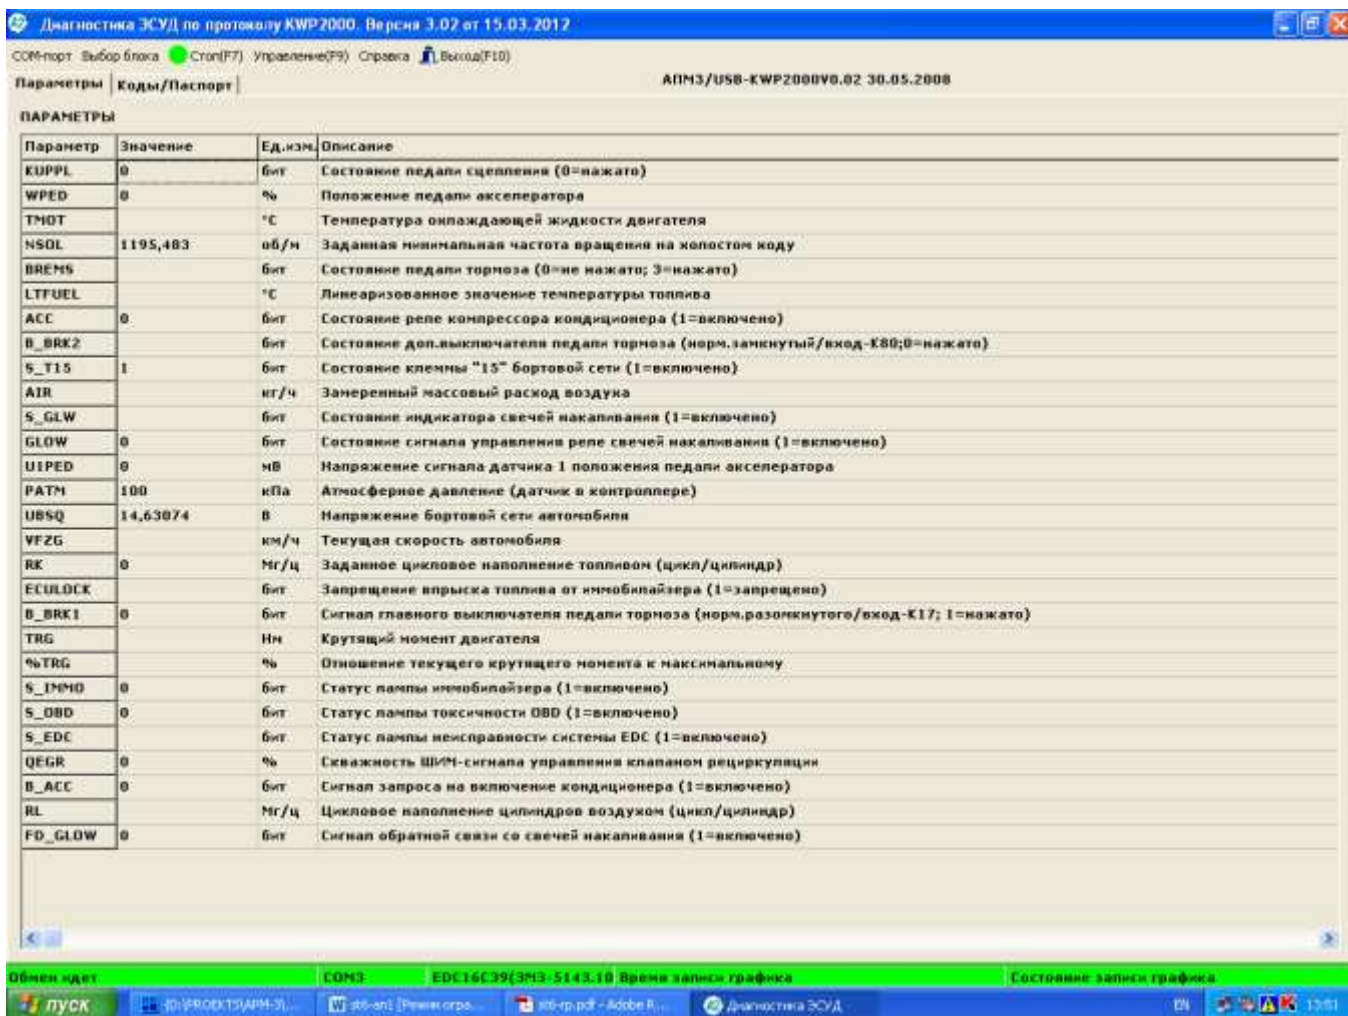 Диагностика ЭСУД по протоколу KWP2000. Версия 3.02 от 15.03.2012
COM-порт Выбор блока Стоп(F7) Управление(F9) Справка Выход(F10)
Параметры Коды/Паспорт АПМ3/USB-KWP2000V0.02 30.05.2008
ПАРАМЕТРЫ
Параметр Значение Ед.изм. Описание
KUPPL 0 бит Состояние педали сцепления (0=нажато)
WPED 0 % Положение педали акселератора
TMOT °C Температура охлаждающей жидкости двигателя
NSOL 1195,483 об/м Заданная минимальная частота вращения на холостом ходу
BREMS бит Состояние педали тормоза (0=не нажато; 3=нажато)
LTFUEL °C Линеаризованное значение температуры топлива
ACC 0 бит Состояние реле компрессора кондиционера (1=включено)
B_BRK2 бит Состояние доп.выключателя педали тормоза (норм.замкнутый/вход-K80;0=нажато)
S_T15 1 бит Состояние клеммы "15" бортовой сети (1=включено)
AIR кг/ч Замеренный массовый расход воздуха
S_GLW бит Состояние индикатора свечей накаливания (1=включено)
GLOW 0 бит Состояние сигнала управления реле свечей накаливания (1=включено)
U1PED 0 мВ Напряжение сигнала датчика 1 положения педали акселератора
PATM 100 кПа Атмосферное давление (датчик в контроллере)
UBSQ 14,63074 В Напряжение бортовой сети автомобиля
VFZG км/ч Текущая скорость автомобиля
RK 0 Мг/ц Заданное цикловое наполнение топливом (цикл/цилиндр)
ECULOCK бит Запрещение впрыска топлива от иммобилайзера (1=запрещено)
B_BRK1 0 бит Сигнал главного выключателя педали тормоза (норм.разомкнутого/вход-K17; 1=нажато)
TRG Нм Крутящий момент двигателя
%TRG % Отношение текущего крутящего момента к максимальному
S_IMMO 0 бит Статус лампы иммобилайзера (1=включено)
S_OBD 0 бит Статус лампы токсичности OBD (1=включено)
S_EDC бит Статус лампы неисправности системы EDC (1=включено)
QEGR 0 % Скважность ШИМ-сигнала управления клапаном рециркуляции
B_ACC 0 бит Сигнал запроса на включение кондиционера (1=включено)
RL Мг/ц Цикловое наполнение цилиндров воздухом (цикл/цилиндр)
FD_GLOW 0 бит Сигнал обратной связи со свечей накаливания (1=включено)
Обмен идет COM3 EDC16C39(ЗМЗ-5143.10 Время записи графика Состояние записи графика
пуск Диагностика ЭСУД EN